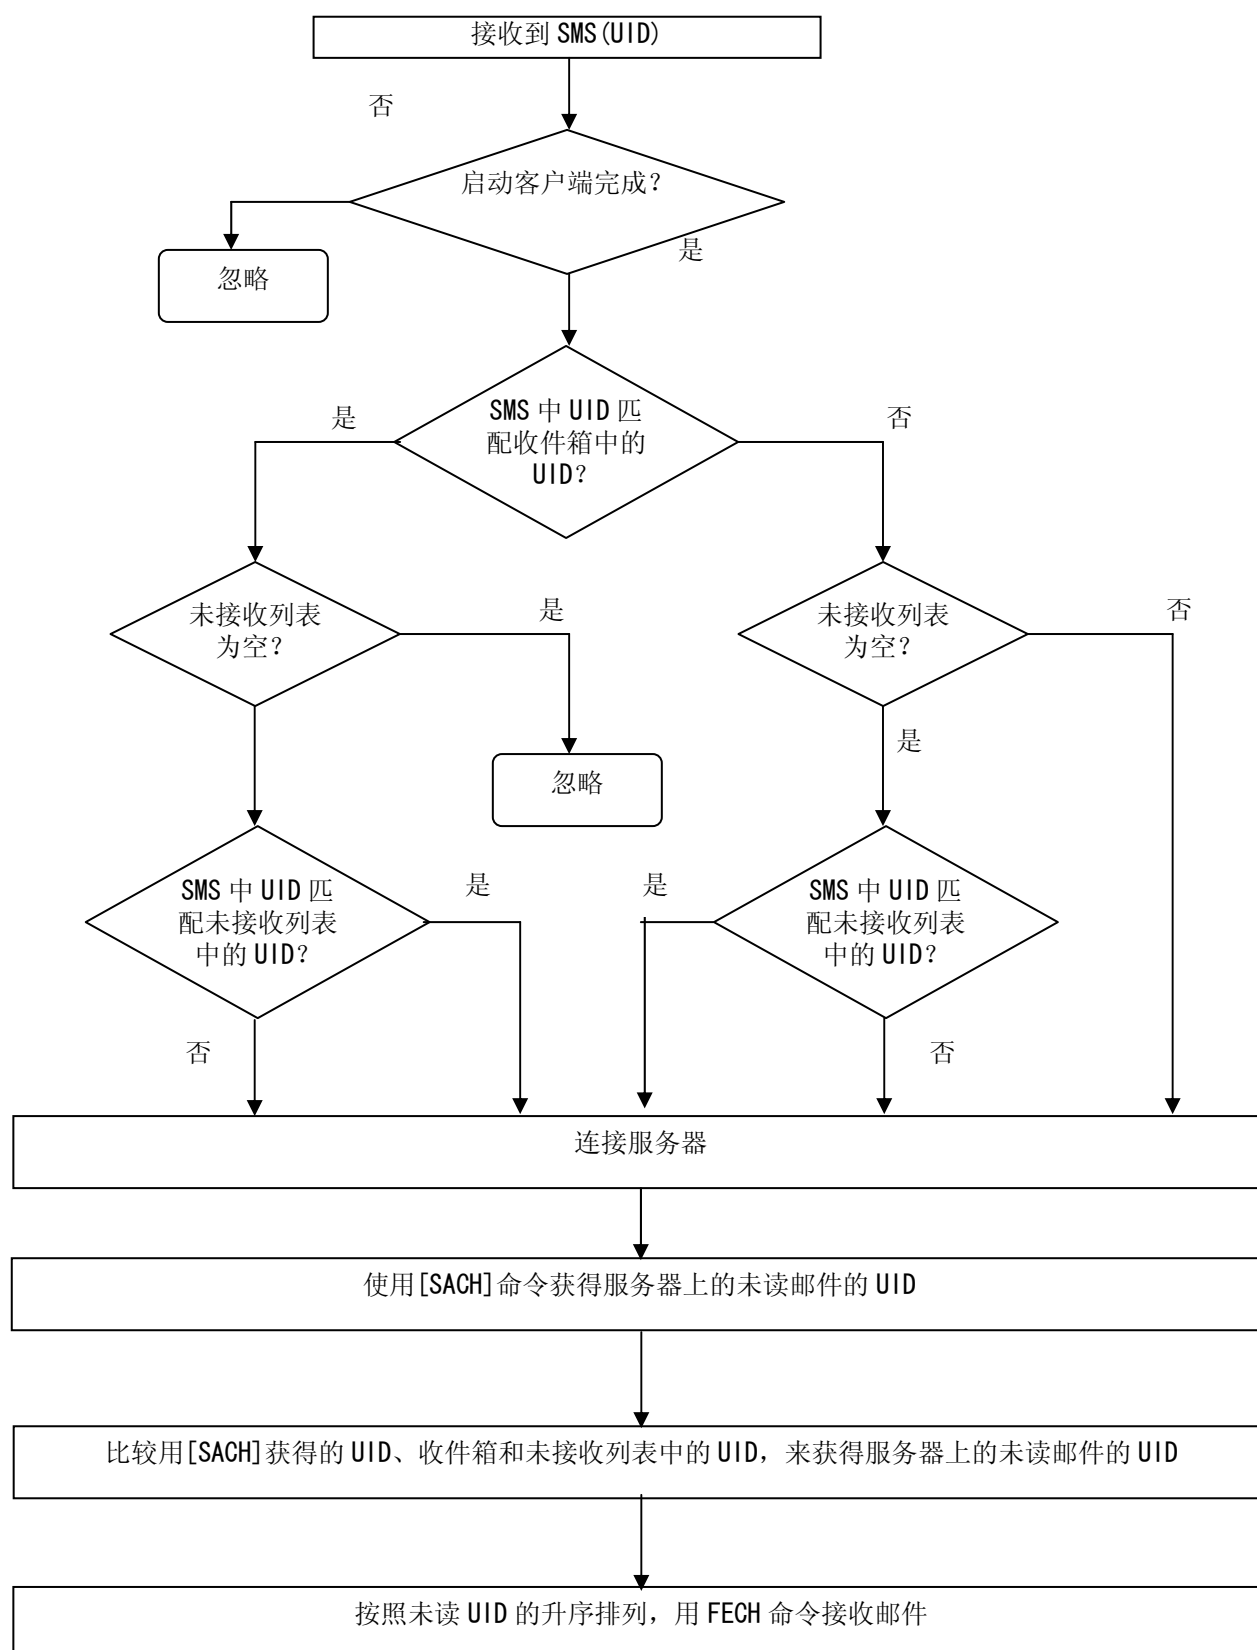 接收到 SMS(UID)
否
启动客户端完成？
是
忽略
SMS 中 UID 匹
配收件箱中的
UID？
是
否
未接收列表
为空？
是
未接收列表
为空？
否
是
忽略
SMS 中 UID 匹
配未接收列表
中的 UID？
是
是
SMS 中 UID 匹
配未接收列表
中的 UID？
否
否
连接服务器
使用[SACH]命令获得服务器上的未读邮件的 UID
比较用[SACH]获得的 UID、收件箱和未接收列表中的 UID，来获得服务器上的未读邮件的 UID
按照未读 UID 的升序排列，用 FECH 命令接收邮件